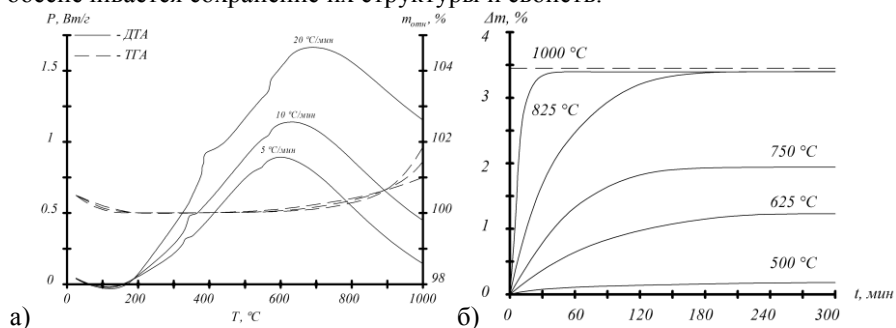 обеспечивается сохранение их структуры и свойств.
P, Вт/г
m отн, %
Δm, %
- ДТА
- ТГА
20 °С/мин
10 °С/мин
5 °С/мин
1.5
1
0.5
0
104
102
100
98
0
200
400
600
800
1000
T, °С
а)
1000 °С
825 °С
750 °С
625 °С
500 °С
4
3
2
1
0
0
60
120
180
240
300
t, мин
б)